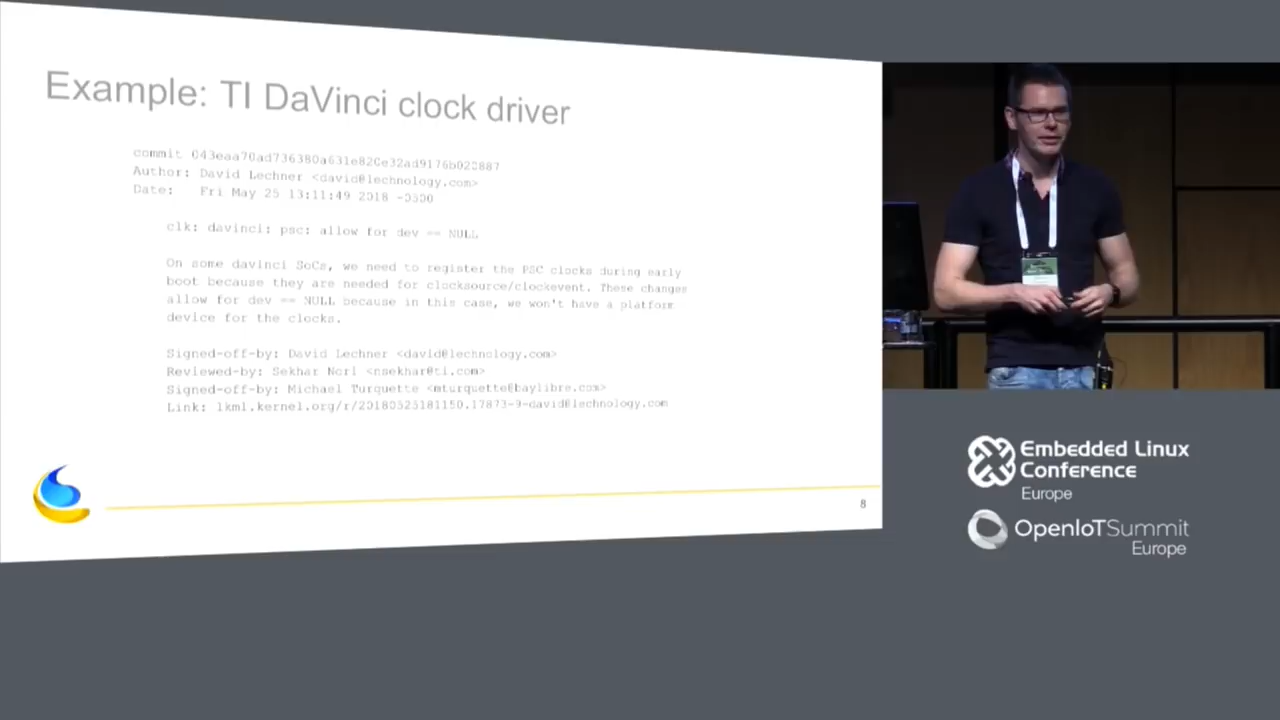 Example: TI DaVinci clock driver
commit 043eaa70ad736380a631e820e32ad9176b022887
Author: David Lechner <david@lechnology.com>
Date: Fri May 25 13:11:49 2018 -0500
clk: davinci: psc: allow for dev == NULL
On some davinci SoCs, we need to register the PSC clocks during early
boot because they are needed for clocksource/clockevent. These changes
allow for dev == NULL because in this case, we won't have a platform
device for the clocks.
Signed-off-by: David Lechner <david@lechnology.com>
Reviewed-by: Sekhar Nori <nsekhar@ti.com>
Signed-off-by: Michael Turquette <mturquette@baylibre.com>
Link: lkml.kernel.org/r/20180525181150.17873-9-david@lechnology.com
8
Embedded Linux
Conference
Europe
OpenIoTSummit
Europe